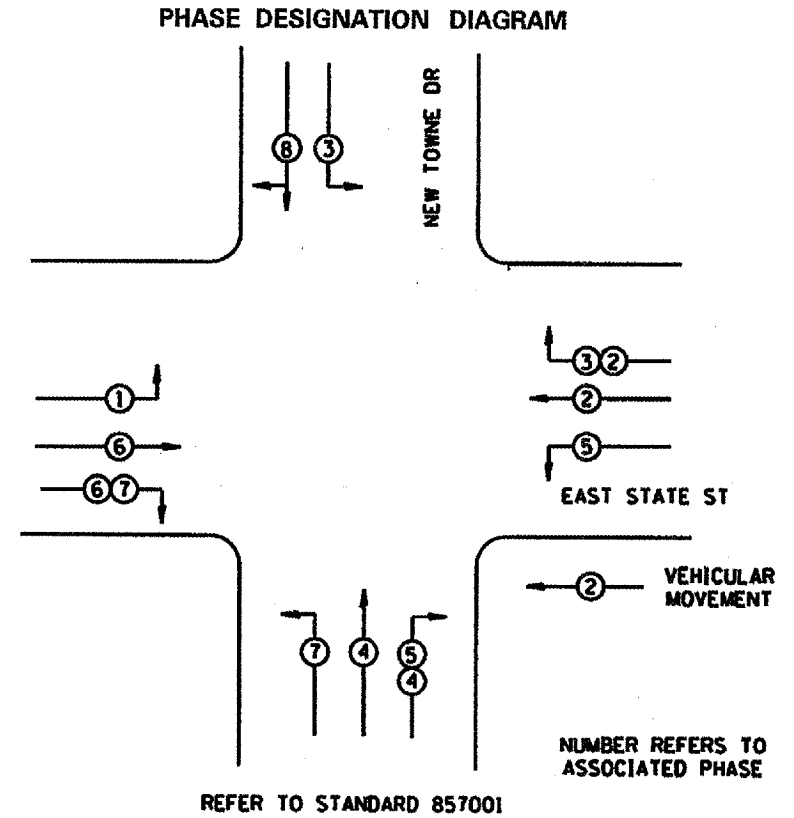 PHASE DESIGNATION DIAGRAM
NEW TOWNE DR
8 3
3 2
1
2
6
5
6 7
EAST STATE ST
2 VEHICULAR
MOVEMENT
7 4 5
4
NUMBER REFERS TO
ASSOCIATED PHASE
REFER TO STANDARD 857001